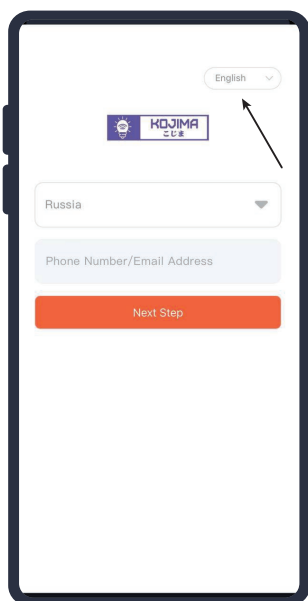 English
KOJIMA
こじま
Russia
Phone Number/Email Address
Next Step